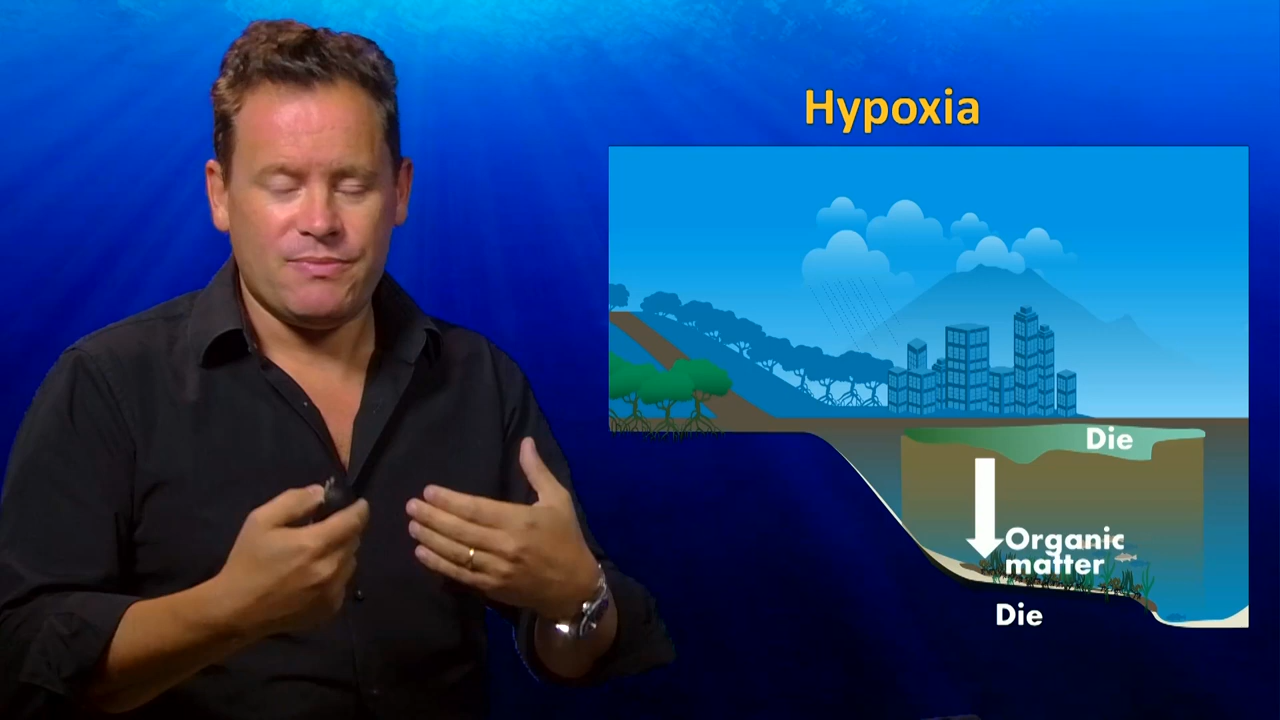 Hypoxia
Die
Organic
matter
Die